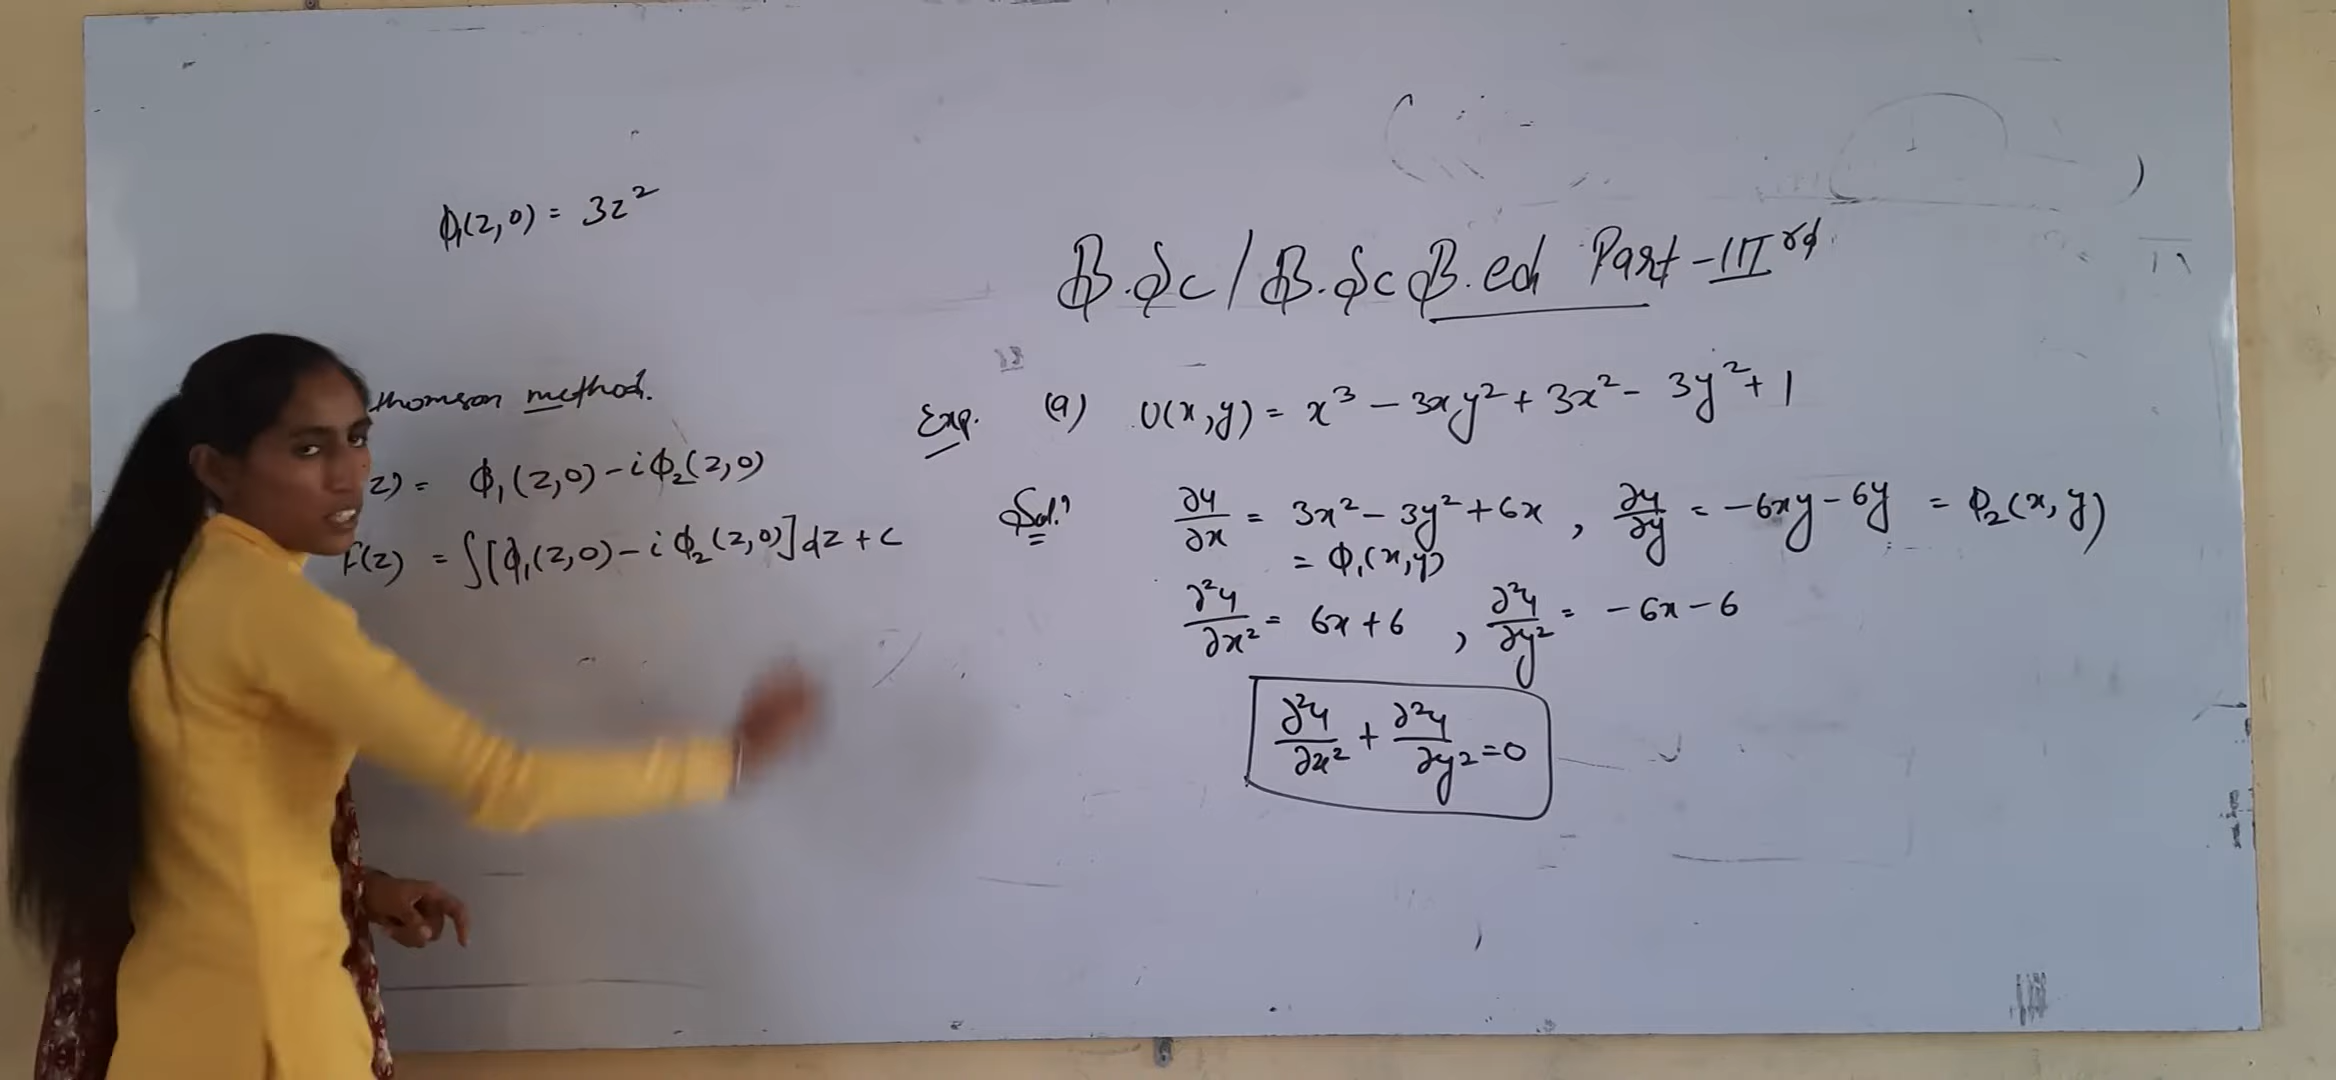 ϕ₁(z,0) = 3z²
thomson method.
z) = ϕ₁(z,0) - iϕ₂(z,0)
f(z) = ∫[ϕ₁(z,0) - iϕ₂(z,0)]dz + c
B.Sc/B.Sc B.ed Part-IIIrd
Exp. (a) U(x,y) = x³ - 3xy² + 3x² - 3y² + 1
Sol.ⁿ ∂u/∂x = 3x² - 3y² + 6x , ∂u/∂y = -6xy - 6y = ϕ₂(x,y)
= ϕ₁(x,y)
∂²u/∂x² = 6x + 6 , ∂²u/∂y² = -6x - 6
∂²u/∂x² + ∂²u/∂y² = 0